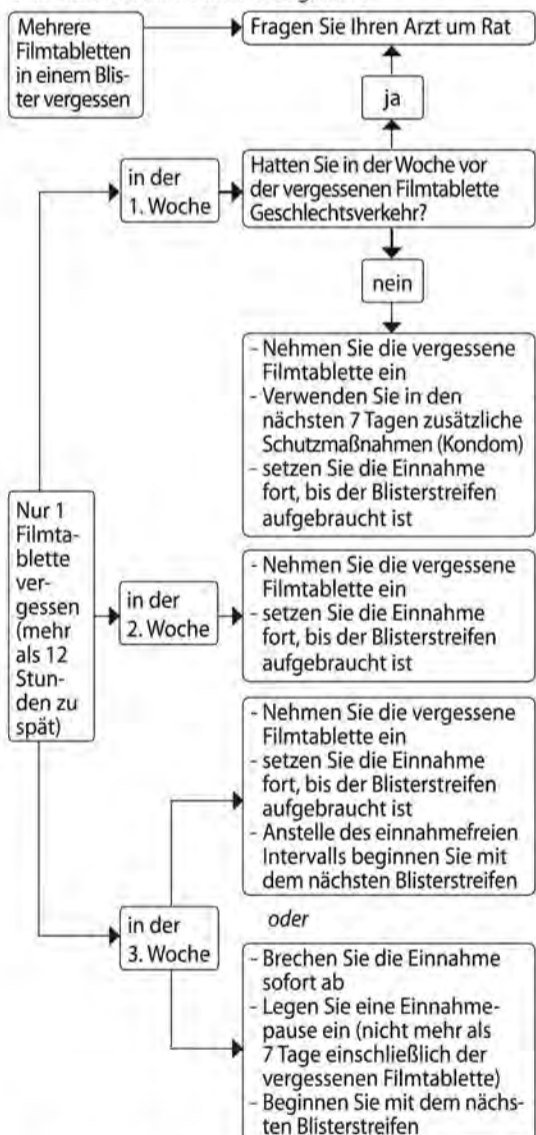 Mehrere
Filmtabletten
in einem Blis-
ter vergessen
Fragen Sie Ihren Arzt um Rat
ja
in der
1. Woche
Hatten Sie in der Woche vor
der vergessenen Filmtablette
Geschlechtsverkehr?
nein
- Nehmen Sie die vergessene
Filmtablette ein
- Verwenden Sie in den
nächsten 7 Tagen zusätzliche
Schutzmaßnahmen (Kondom)
- setzen Sie die Einnahme
fort, bis der Blisterstreifen
aufgebraucht ist
Nur 1
Filmta-
blette
ver-
gessen
(mehr
als 12
Stun-
den zu
spät)
in der
2. Woche
- Nehmen Sie die vergessene
Filmtablette ein
- setzen Sie die Einnahme
fort, bis der Blisterstreifen
aufgebraucht ist
- Nehmen Sie die vergessene
Filmtablette ein
- setzen Sie die Einnahme
fort, bis der Blisterstreifen
aufgebraucht ist
- Anstelle des einnahmefreien
Intervalls beginnen Sie mit
dem nächsten Blisterstreifen
in der
3. Woche
oder
- Brechen Sie die Einnahme
sofort ab
- Legen Sie eine Einnahme-
pause ein (nicht mehr als
7 Tage einschließlich der
vergessenen Filmtablette)
- Beginnen Sie mit dem nächs-
ten Blisterstreifen